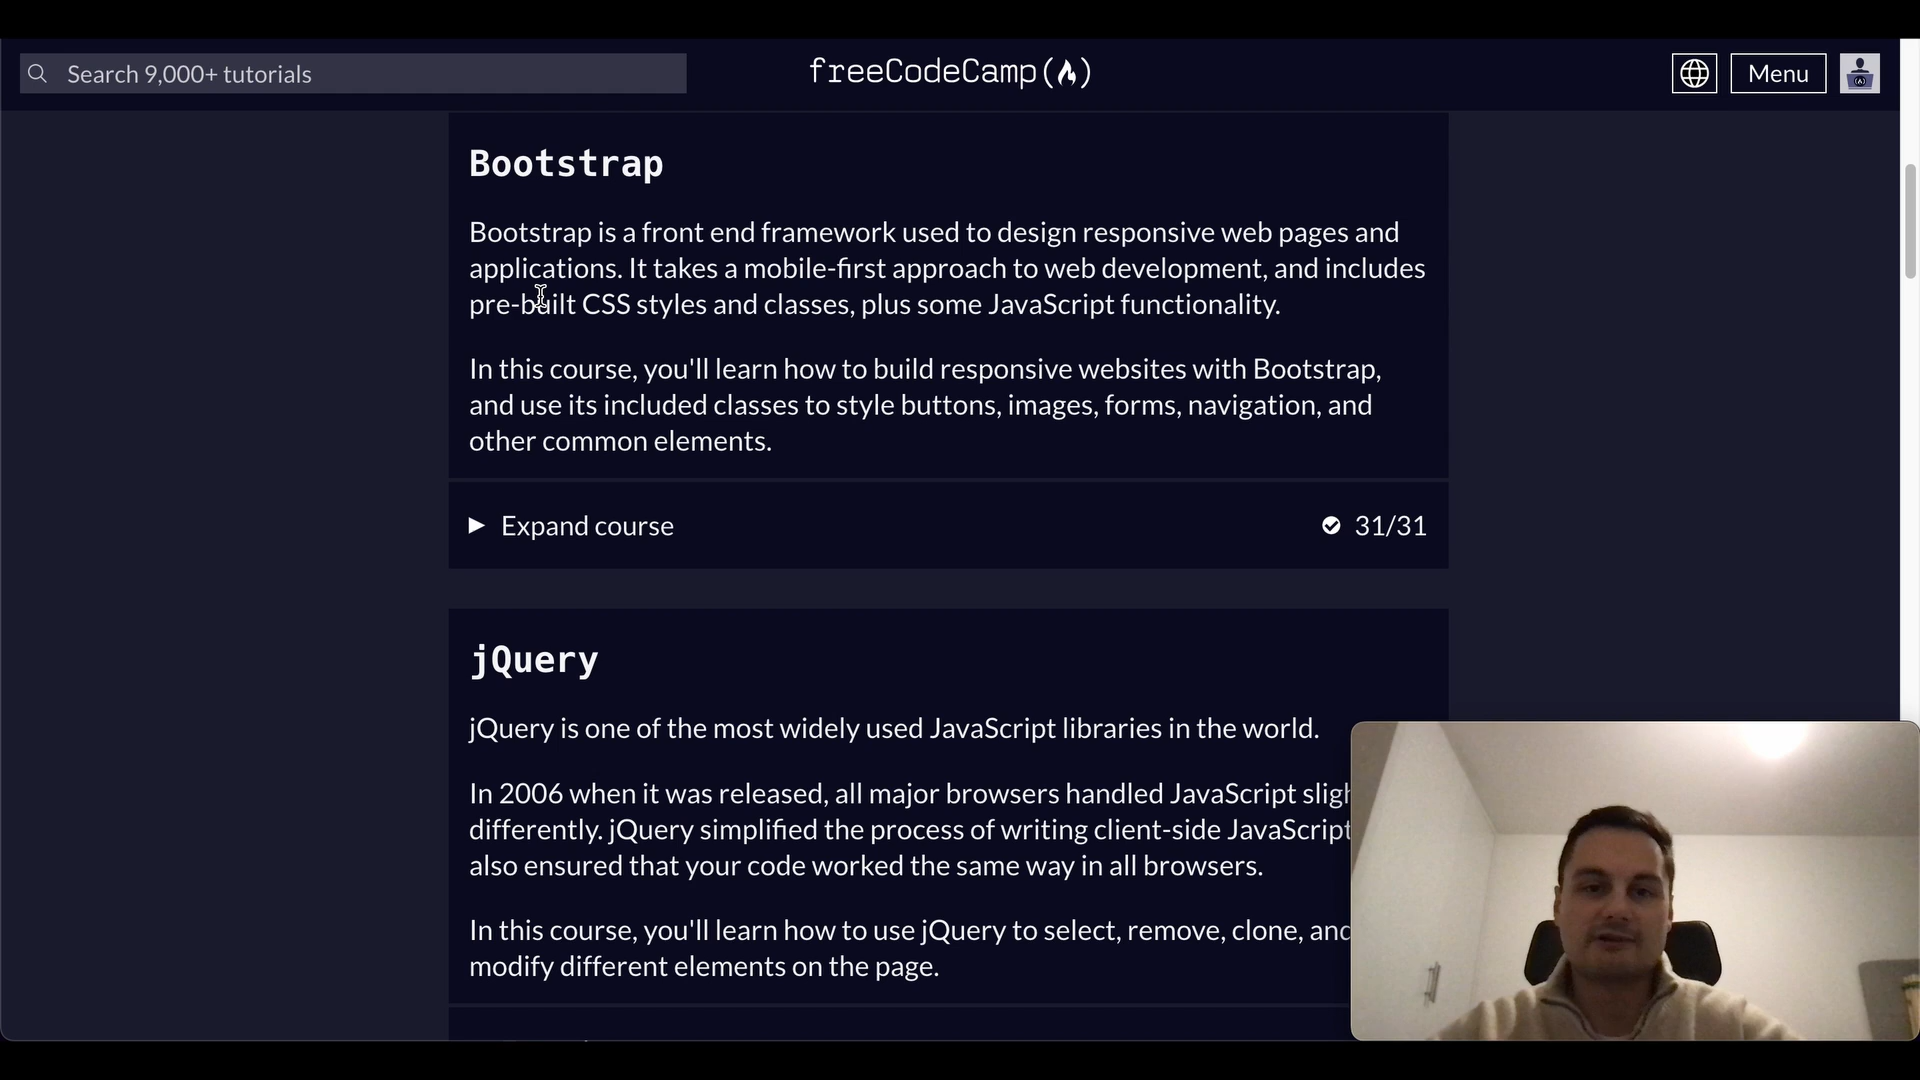 Search 9,000+ tutorials
freeCodeCamp
Menu
Bootstrap
Bootstrap is a front end framework used to design responsive web pages and
applications. It takes a mobile-first approach to web development, and includes
pre-built CSS styles and classes, plus some JavaScript functionality.
In this course, you'll learn how to build responsive websites with Bootstrap,
and use its included classes to style buttons, images, forms, navigation, and
other common elements.
Expand course
31/31
jQuery
jQuery is one of the most widely used JavaScript libraries in the world.
In 2006 when it was released, all major browsers handled JavaScript
differently. jQuery simplified the process of writing client-side JavaScript
also ensured that your code worked the same way in all browsers.
In this course, you'll learn how to use jQuery to select, remove, clone, and
modify different elements on the page.